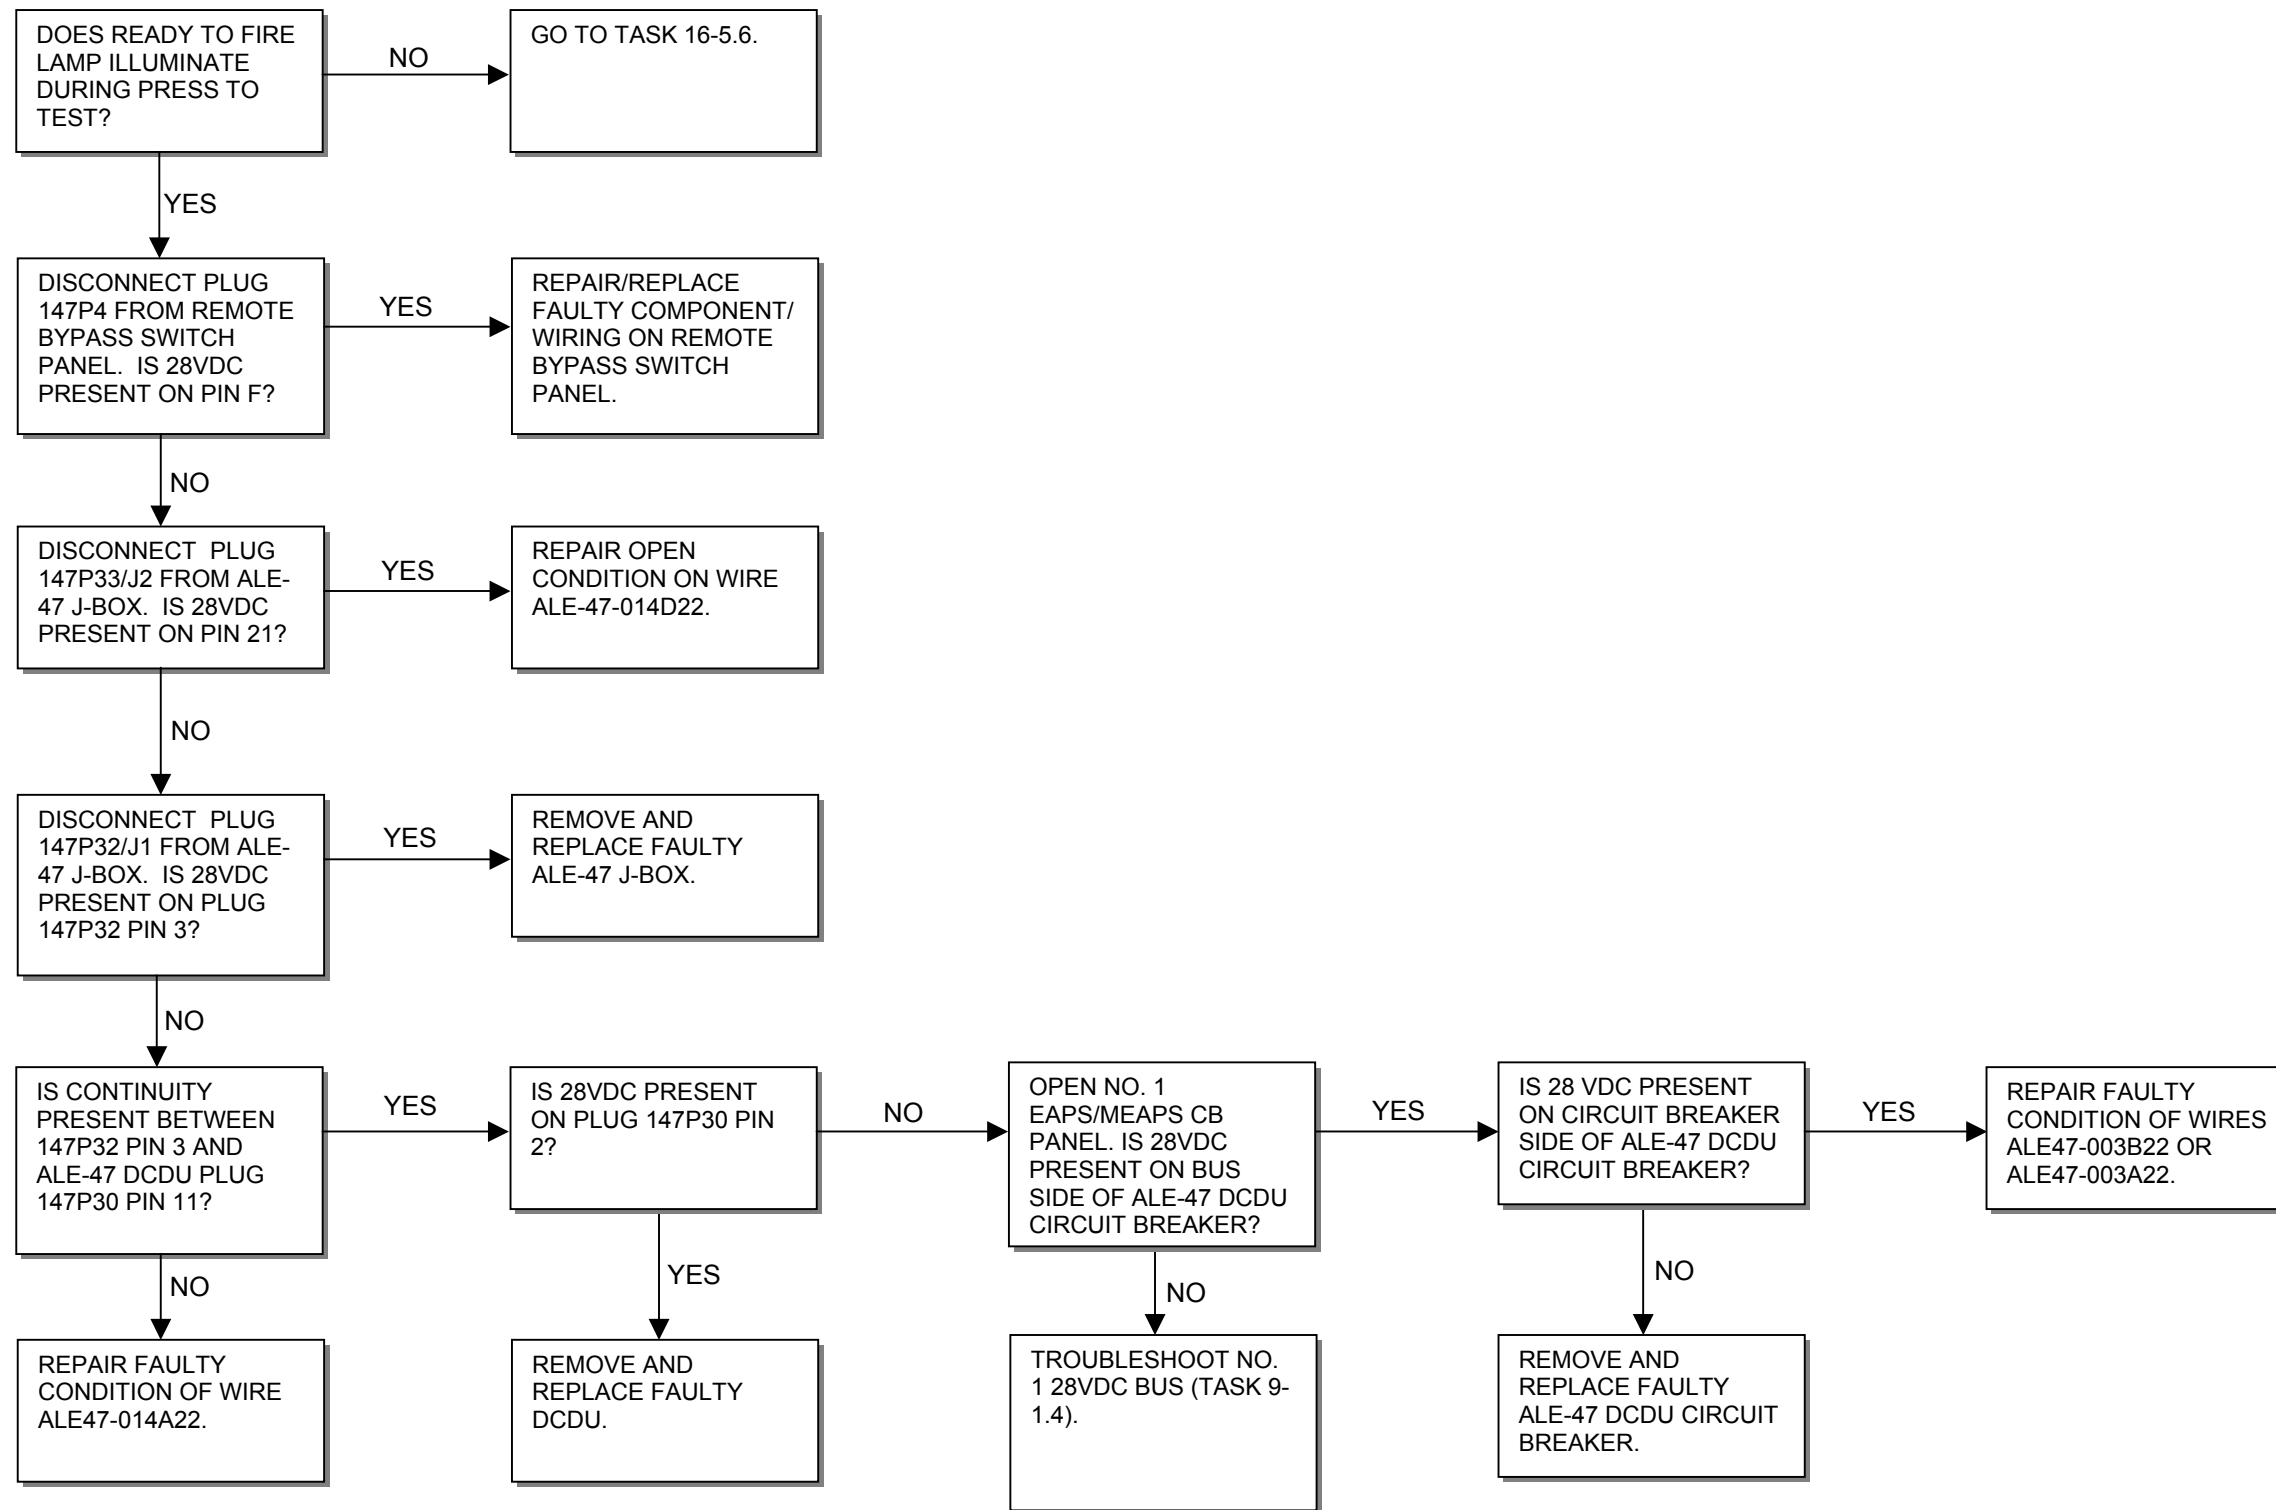 DOES READY TO FIRE
LAMP ILLUMINATE
DURING PRESS TO
TEST?
NO
GO TO TASK 16-5.6.
YES
DISCONNECT PLUG
147P4 FROM REMOTE
BYPASS SWITCH
PANEL. IS 28VDC
PRESENT ON PIN F?
YES
REPAIR/REPLACE
FAULTY COMPONENT/
WIRING ON REMOTE
BYPASS SWITCH
PANEL.
NO
DISCONNECT PLUG
147P33/J2 FROM ALE-
47 J-BOX. IS 28VDC
PRESENT ON PIN 21?
YES
REPAIR OPEN
CONDITION ON WIRE
ALE-47-014D22.
NO
DISCONNECT PLUG
147P32/J1 FROM ALE-
47 J-BOX. IS 28VDC
PRESENT ON PLUG
147P32 PIN 3?
YES
REMOVE AND
REPLACE FAULTY
ALE-47 J-BOX.
NO
IS CONTINUITY
PRESENT BETWEEN
147P32 PIN 3 AND
ALE-47 DCDU PLUG
147P30 PIN 11?
YES
IS 28VDC PRESENT
ON PLUG 147P30 PIN
2?
NO
OPEN NO. 1
EAPS/MEAPS CB
PANEL. IS 28VDC
PRESENT ON BUS
SIDE OF ALE-47 DCDU
CIRCUIT BREAKER?
YES
IS 28 VDC PRESENT
ON CIRCUIT BREAKER
SIDE OF ALE-47 DCDU
CIRCUIT BREAKER?
YES
REPAIR FAULTY
CONDITION OF WIRES
ALE47-003B22 OR
ALE47-003A22.
NO
YES
NO
NO
REPAIR FAULTY
CONDITION OF WIRE
ALE47-014A22.
REMOVE AND
REPLACE FAULTY
DCDU.
TROUBLESHOOT NO.
1 28VDC BUS (TASK 9-
1.4).
REMOVE AND
REPLACE FAULTY
ALE-47 DCDU CIRCUIT
BREAKER.